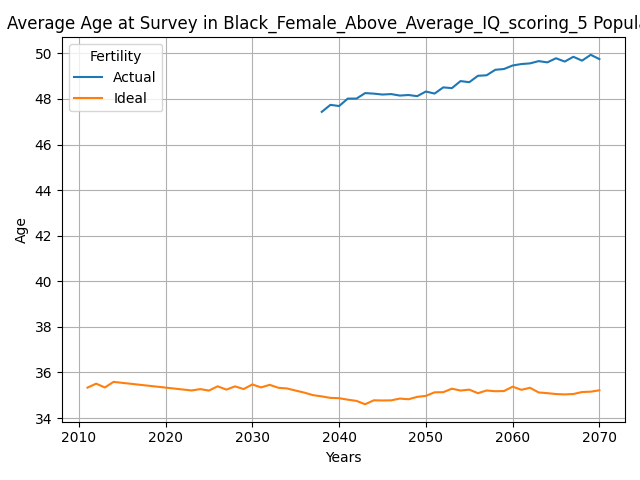 Average Age at Survey in Black_Female_Above_Average_IQ_scoring_5 Popul
Fertility
Actual
Ideal
50
48
46
44
42
40
38
36
34
Age
2010 2020 2030 2040 2050 2060 2070
Years